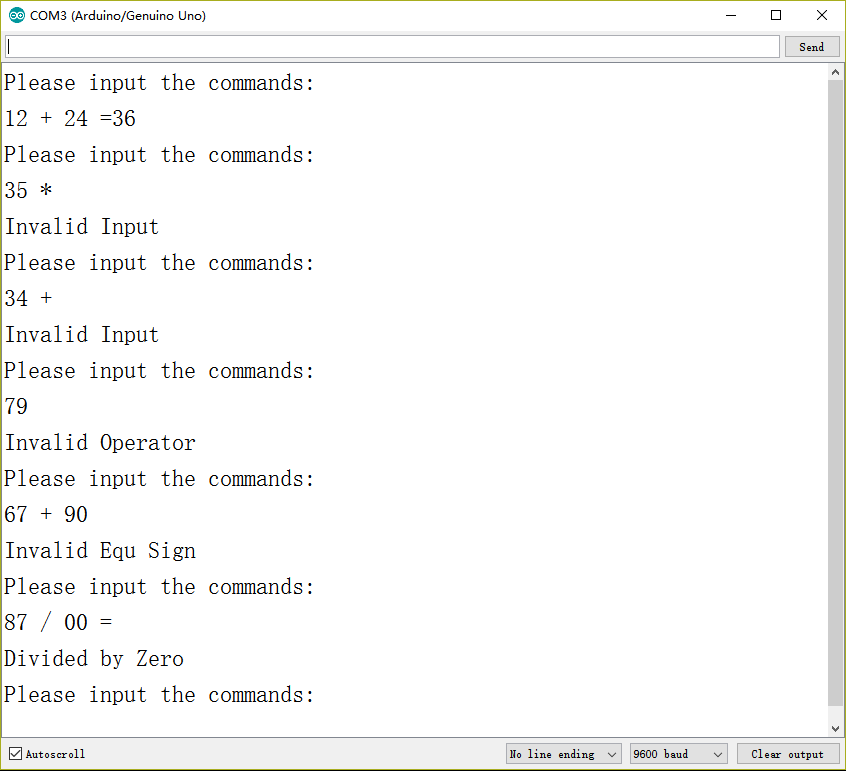 COM3 (Arduino/Genuino Uno)
Send
Please input the commands:
12 + 24 =36
Please input the commands:
35 *
Invalid Input
Please input the commands:
34 +
Invalid Input
Please input the commands:
79
Invalid Operator
Please input the commands:
67 + 90
Invalid Equ Sign
Please input the commands:
87 / 00 =
Divided by Zero
Please input the commands:
Autoscroll No line ending 9600 baud Clear output